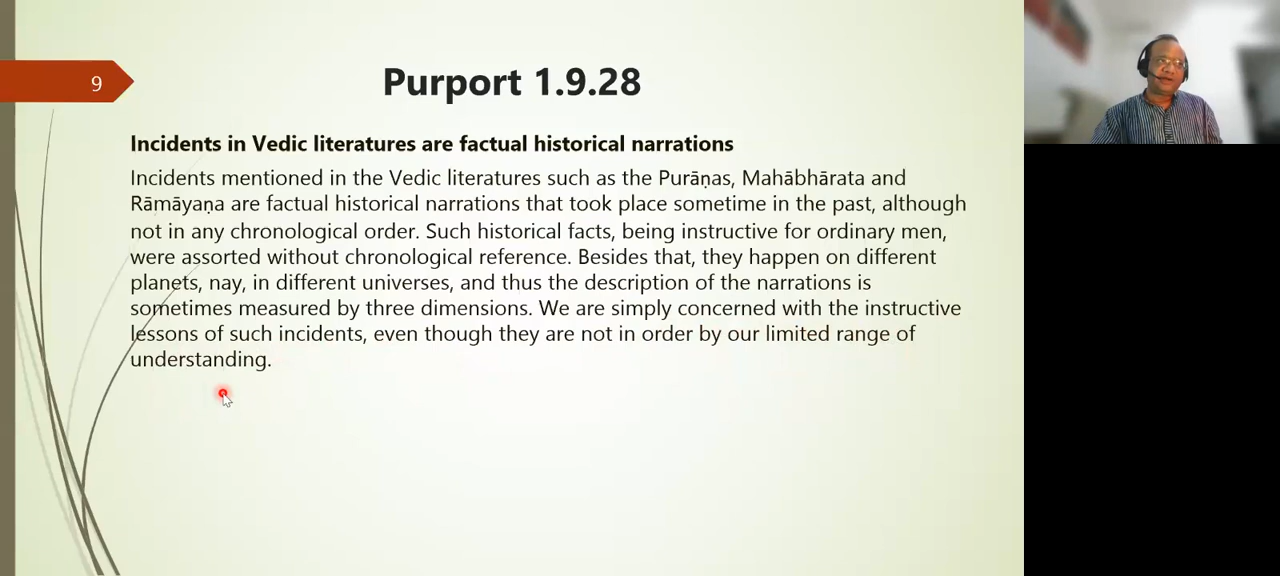 9
Purport 1.9.28
Incidents in Vedic literatures are factual historical narrations
Incidents mentioned in the Vedic literatures such as the Purāṇas, Mahābhārata and
Rāmāyaṇa are factual historical narrations that took place sometime in the past, although
not in any chronological order. Such historical facts, being instructive for ordinary men,
were assorted without chronological reference. Besides that, they happen on different
planets, nay, in different universes, and thus the description of the narrations is
sometimes measured by three dimensions. We are simply concerned with the instructive
lessons of such incidents, even though they are not in order by our limited range of
understanding.